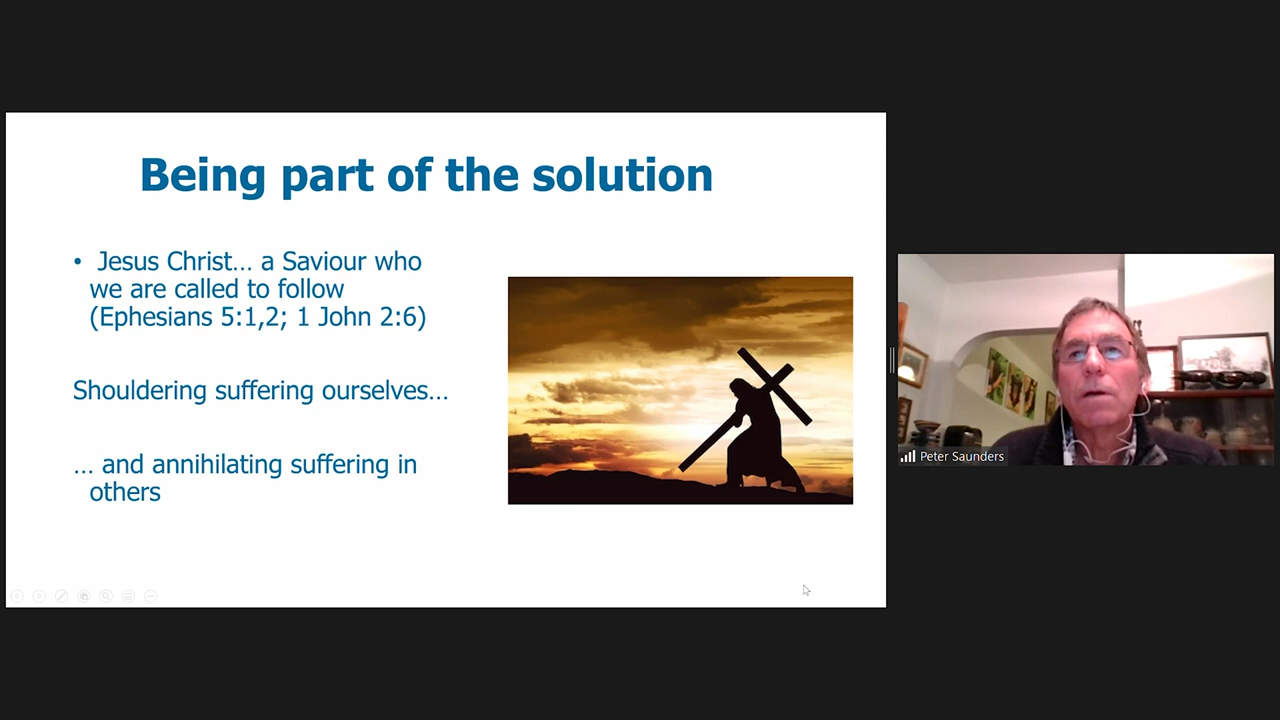 Being part of the solution
• Jesus Christ… a Saviour who
we are called to follow
(Ephesians 5:1,2; 1 John 2:6)
Shouldering suffering ourselves…
… and annihilating suffering in
others
Peter Saunders